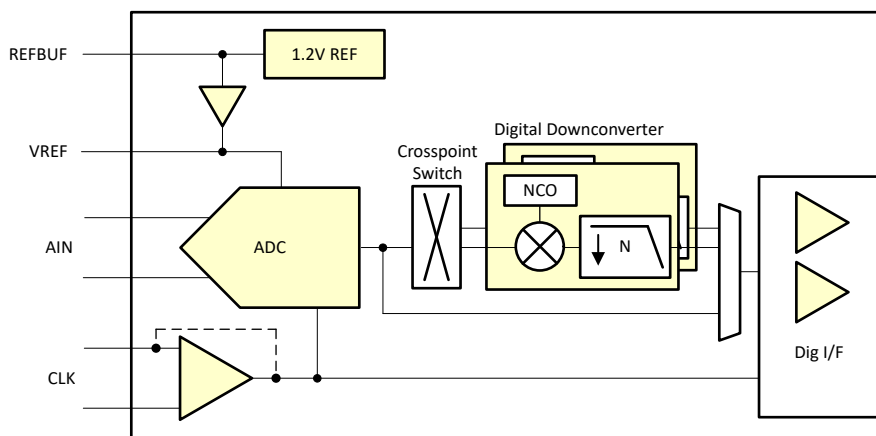 REFBUF
1.2V REF
VREF
Digital Downconverter
Crosspoint
Switch
NCO
AIN
ADC
N
Dig I/F
CLK